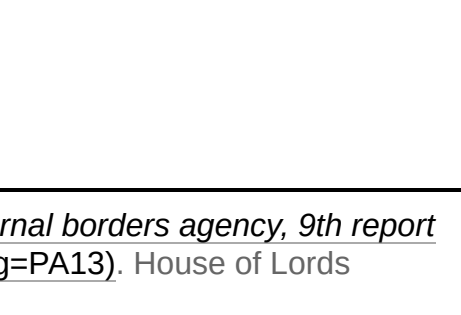 rnal borders agency, 9th report
g=PA13). House of Lords